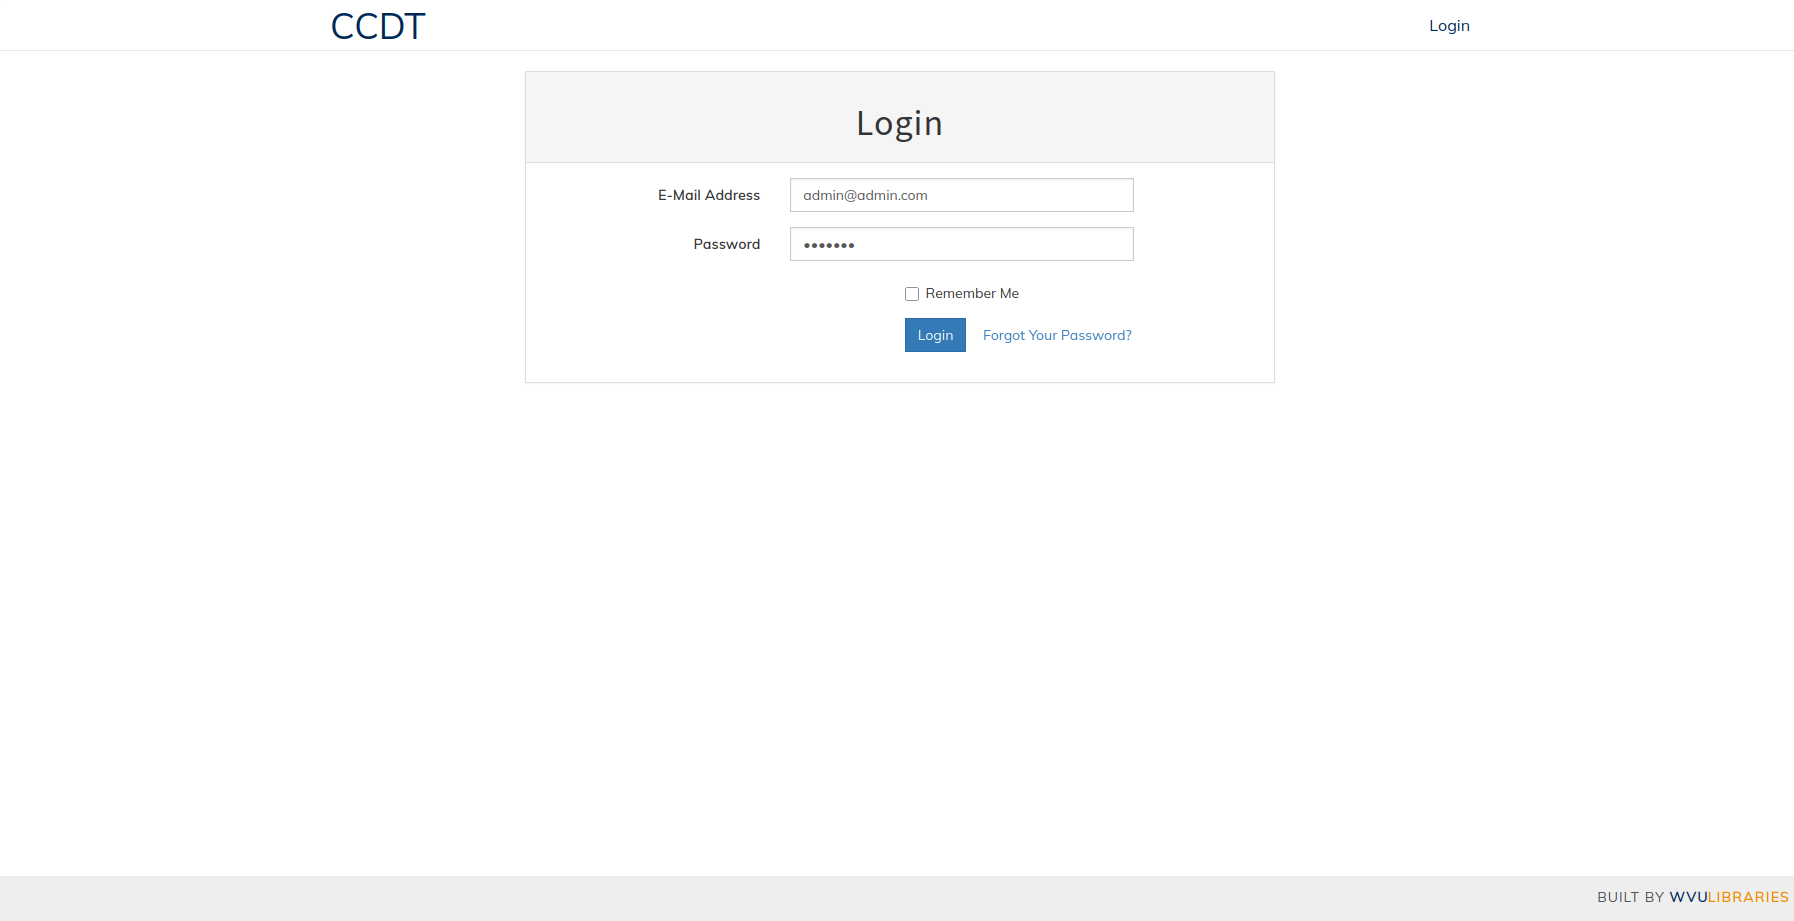 CCDT
Login
Login
E-Mail Address
admin@admin.com
Password
•••••••
Remember Me
Login
Forgot Your Password?
BUILT BY WVULIBRARIES